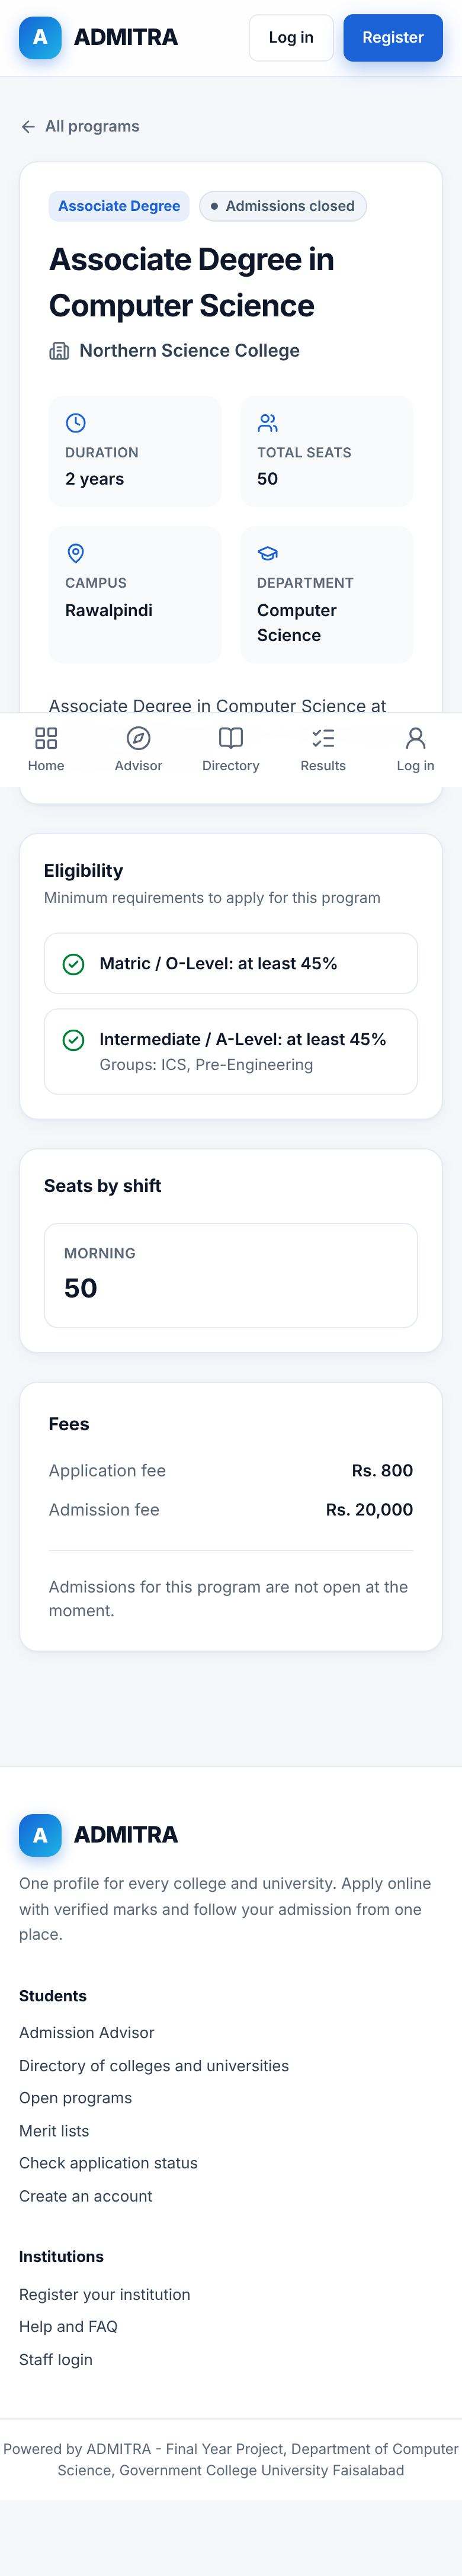 A ADMITRA
Log in
Register
All programs
Associate Degree
Admissions closed
Associate Degree in
Computer Science
Northern Science College
DURATION
2 years
TOTAL SEATS
50
CAMPUS
Rawalpindi
DEPARTMENT
Computer
Science
Associate Degree in Computer Science at
Home
Advisor
Directory
Results
Log in
Eligibility
Minimum requirements to apply for this program
Matric / O-Level: at least 45%
Intermediate / A-Level: at least 45%
Groups: ICS, Pre-Engineering
Seats by shift
MORNING
50
Fees
Application fee Rs. 800
Admission fee Rs. 20,000
Admissions for this program are not open at the
moment.
A ADMITRA
One profile for every college and university. Apply online
with verified marks and follow your admission from one
place.
Students
Admission Advisor
Directory of colleges and universities
Open programs
Merit lists
Check application status
Create an account
Institutions
Register your institution
Help and FAQ
Staff login
Powered by ADMITRA - Final Year Project, Department of Computer
Science, Government College University Faisalabad